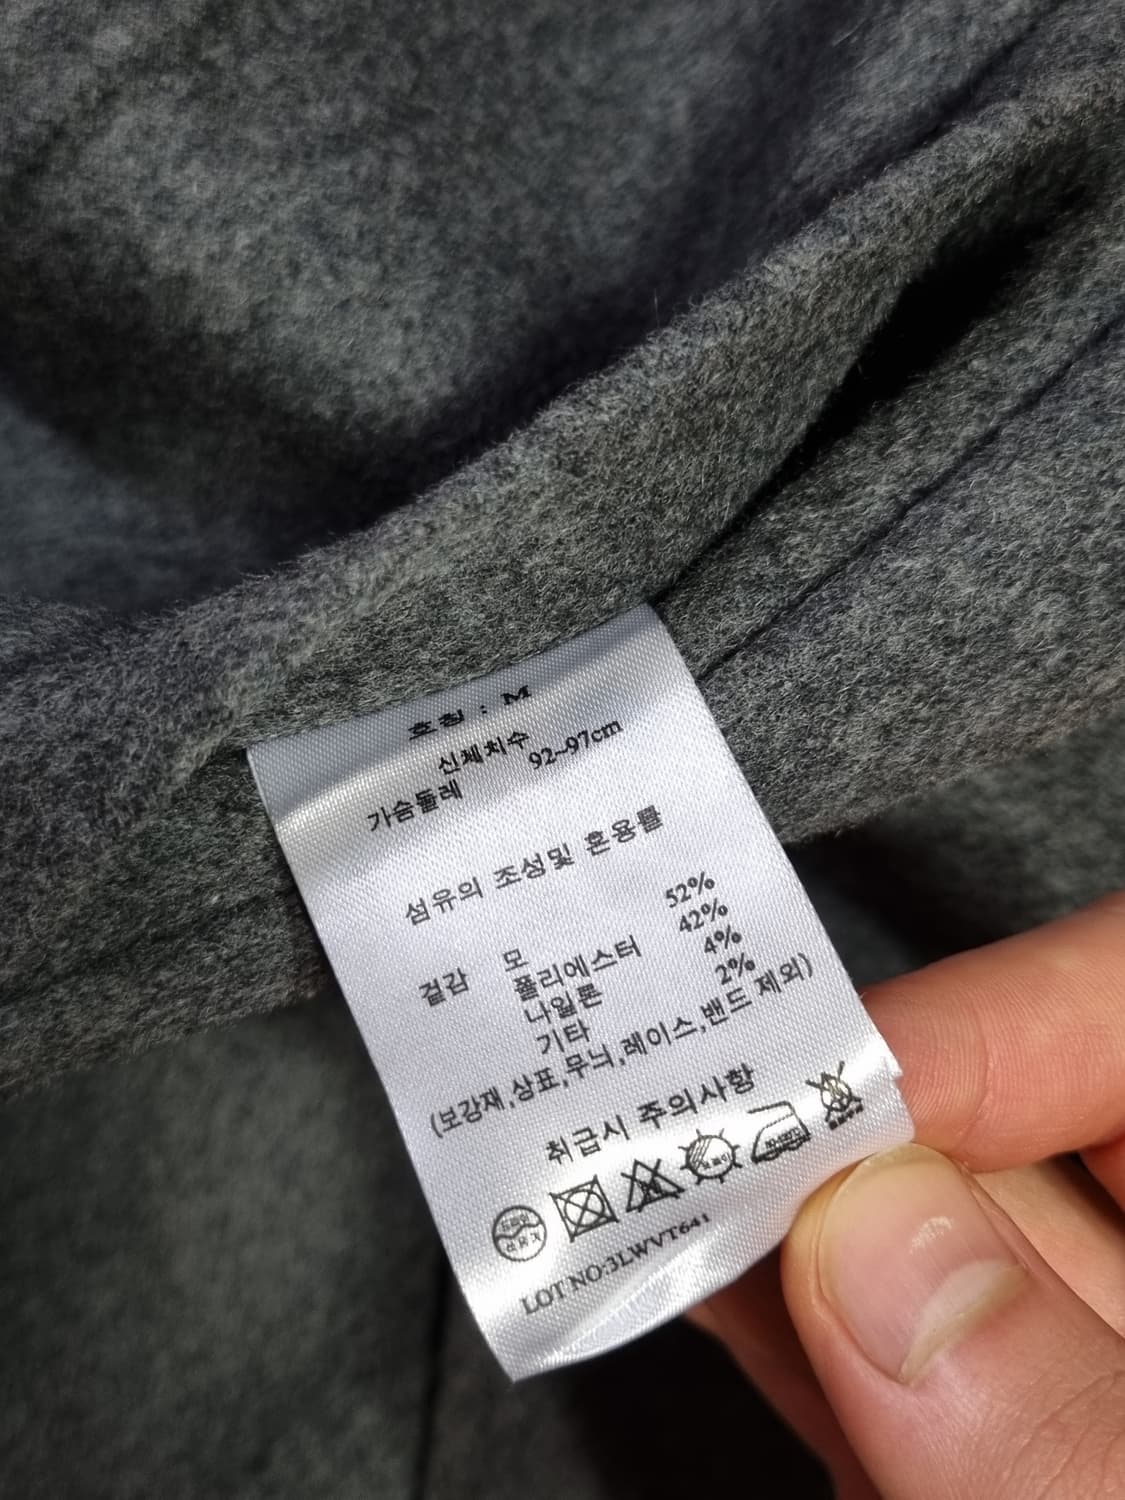 호칭 : M
신체치수
가슴둘레 92~97cm
섬유의 조성및 혼용률
겉감 모 52%
폴리에스터 42%
나일론 4%
기타 2%
(보강재,상표,무늬,레이스,밴드 제외)
취급시 주의사항
드라이
LOT NO:3LWVT641